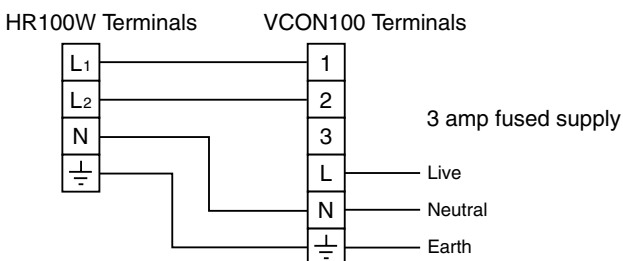 HR100W Terminals VCON100 Terminals
L1 1
L2 2
N 3
3 amp fused supply
L Live
N Neutral
Earth